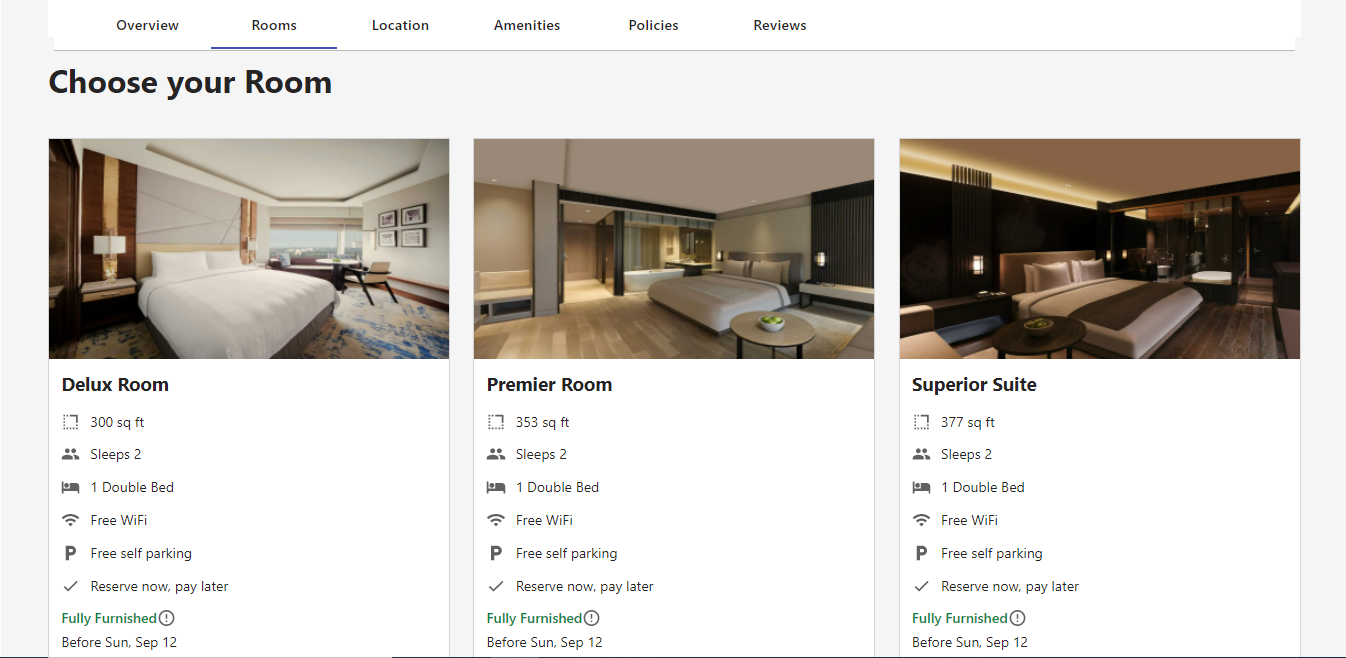 Overview Rooms Location Amenities Policies Reviews
Choose your Room
Delux Room
300 sq ft
Sleeps 2
1 Double Bed
Free WiFi
Free self parking
Reserve now, pay later
Fully Furnished
Before Sun, Sep 12
Premier Room
353 sq ft
Sleeps 2
1 Double Bed
Free WiFi
Free self parking
Reserve now, pay later
Fully Furnished
Before Sun, Sep 12
Superior Suite
377 sq ft
Sleeps 2
1 Double Bed
Free WiFi
Free self parking
Reserve now, pay later
Fully Furnished
Before Sun, Sep 12